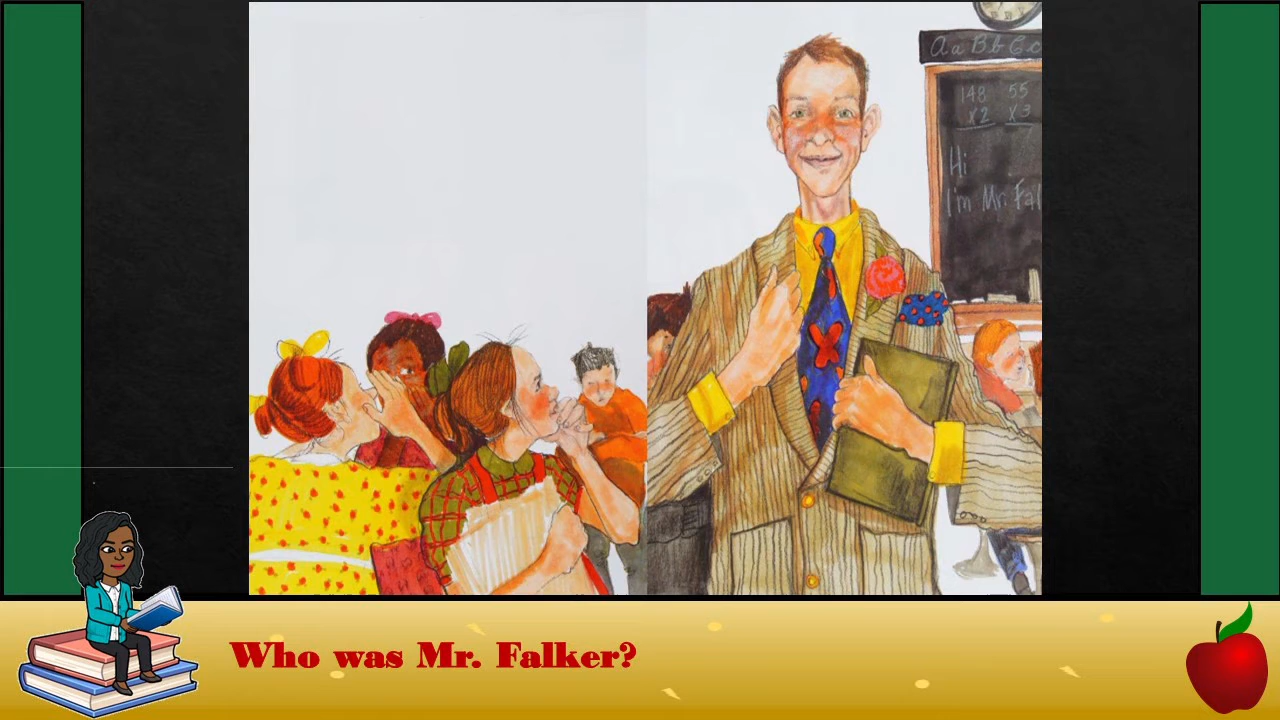 Aa Bb Cc
148 55
X2 X3
Hi
I'm Mr. Fal
Who was Mr. Falker?